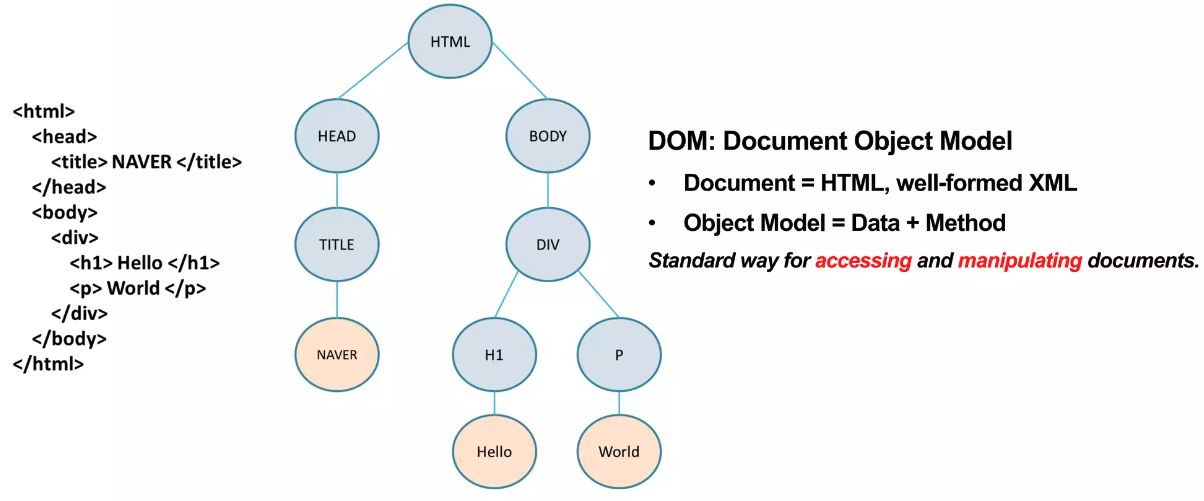 <html>
<head>
<title> NAVER </title>
</head>
<body>
<div>
<h1> Hello </h1>
<p> World </p>
</div>
</body>
</html>
HTML
HEAD
BODY
TITLE
DIV
NAVER
H1
P
Hello
World
DOM: Document Object Model
• Document = HTML, well-formed XML
• Object Model = Data + Method
Standard way for accessing and manipulating documents.